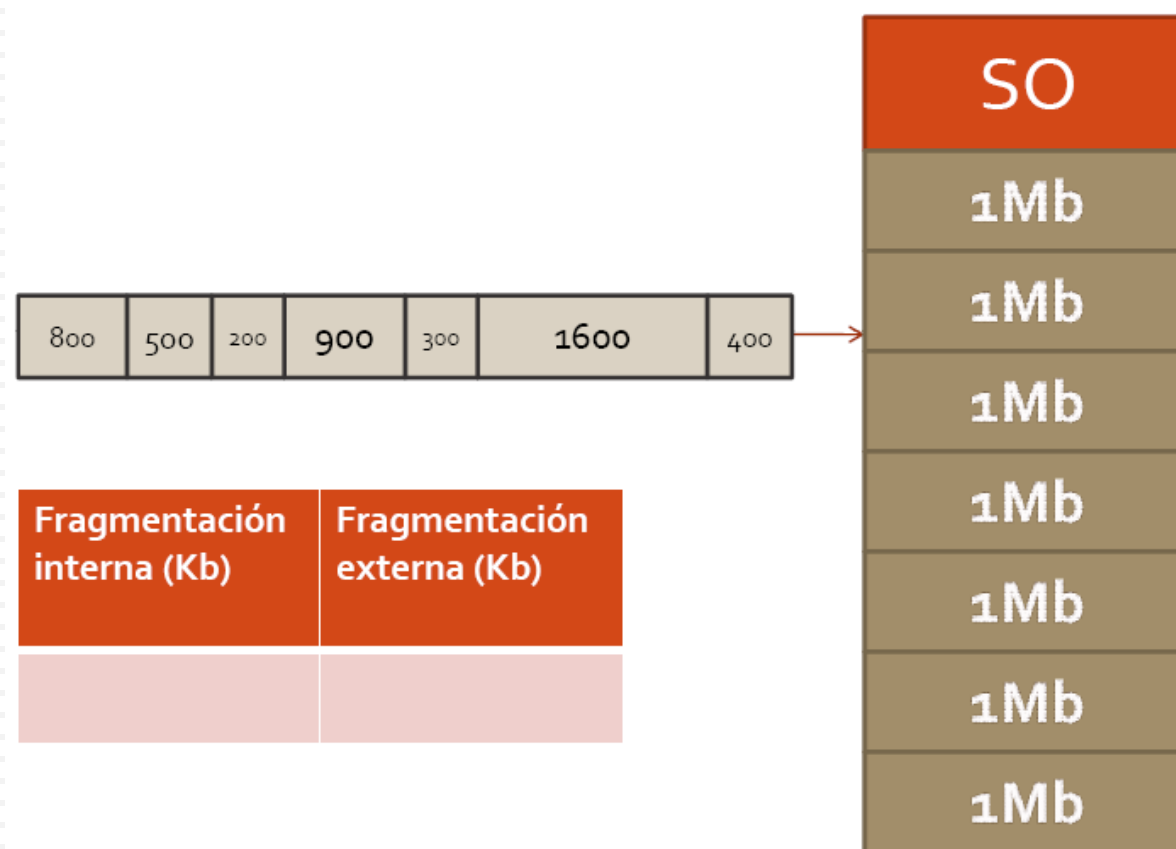 SO
1Mb
1Mb
1Mb
1Mb
1Mb
1Mb
1Mb
800 500 200 900 300 1600 400
Fragmentación
interna (Kb)
Fragmentación
externa (Kb)